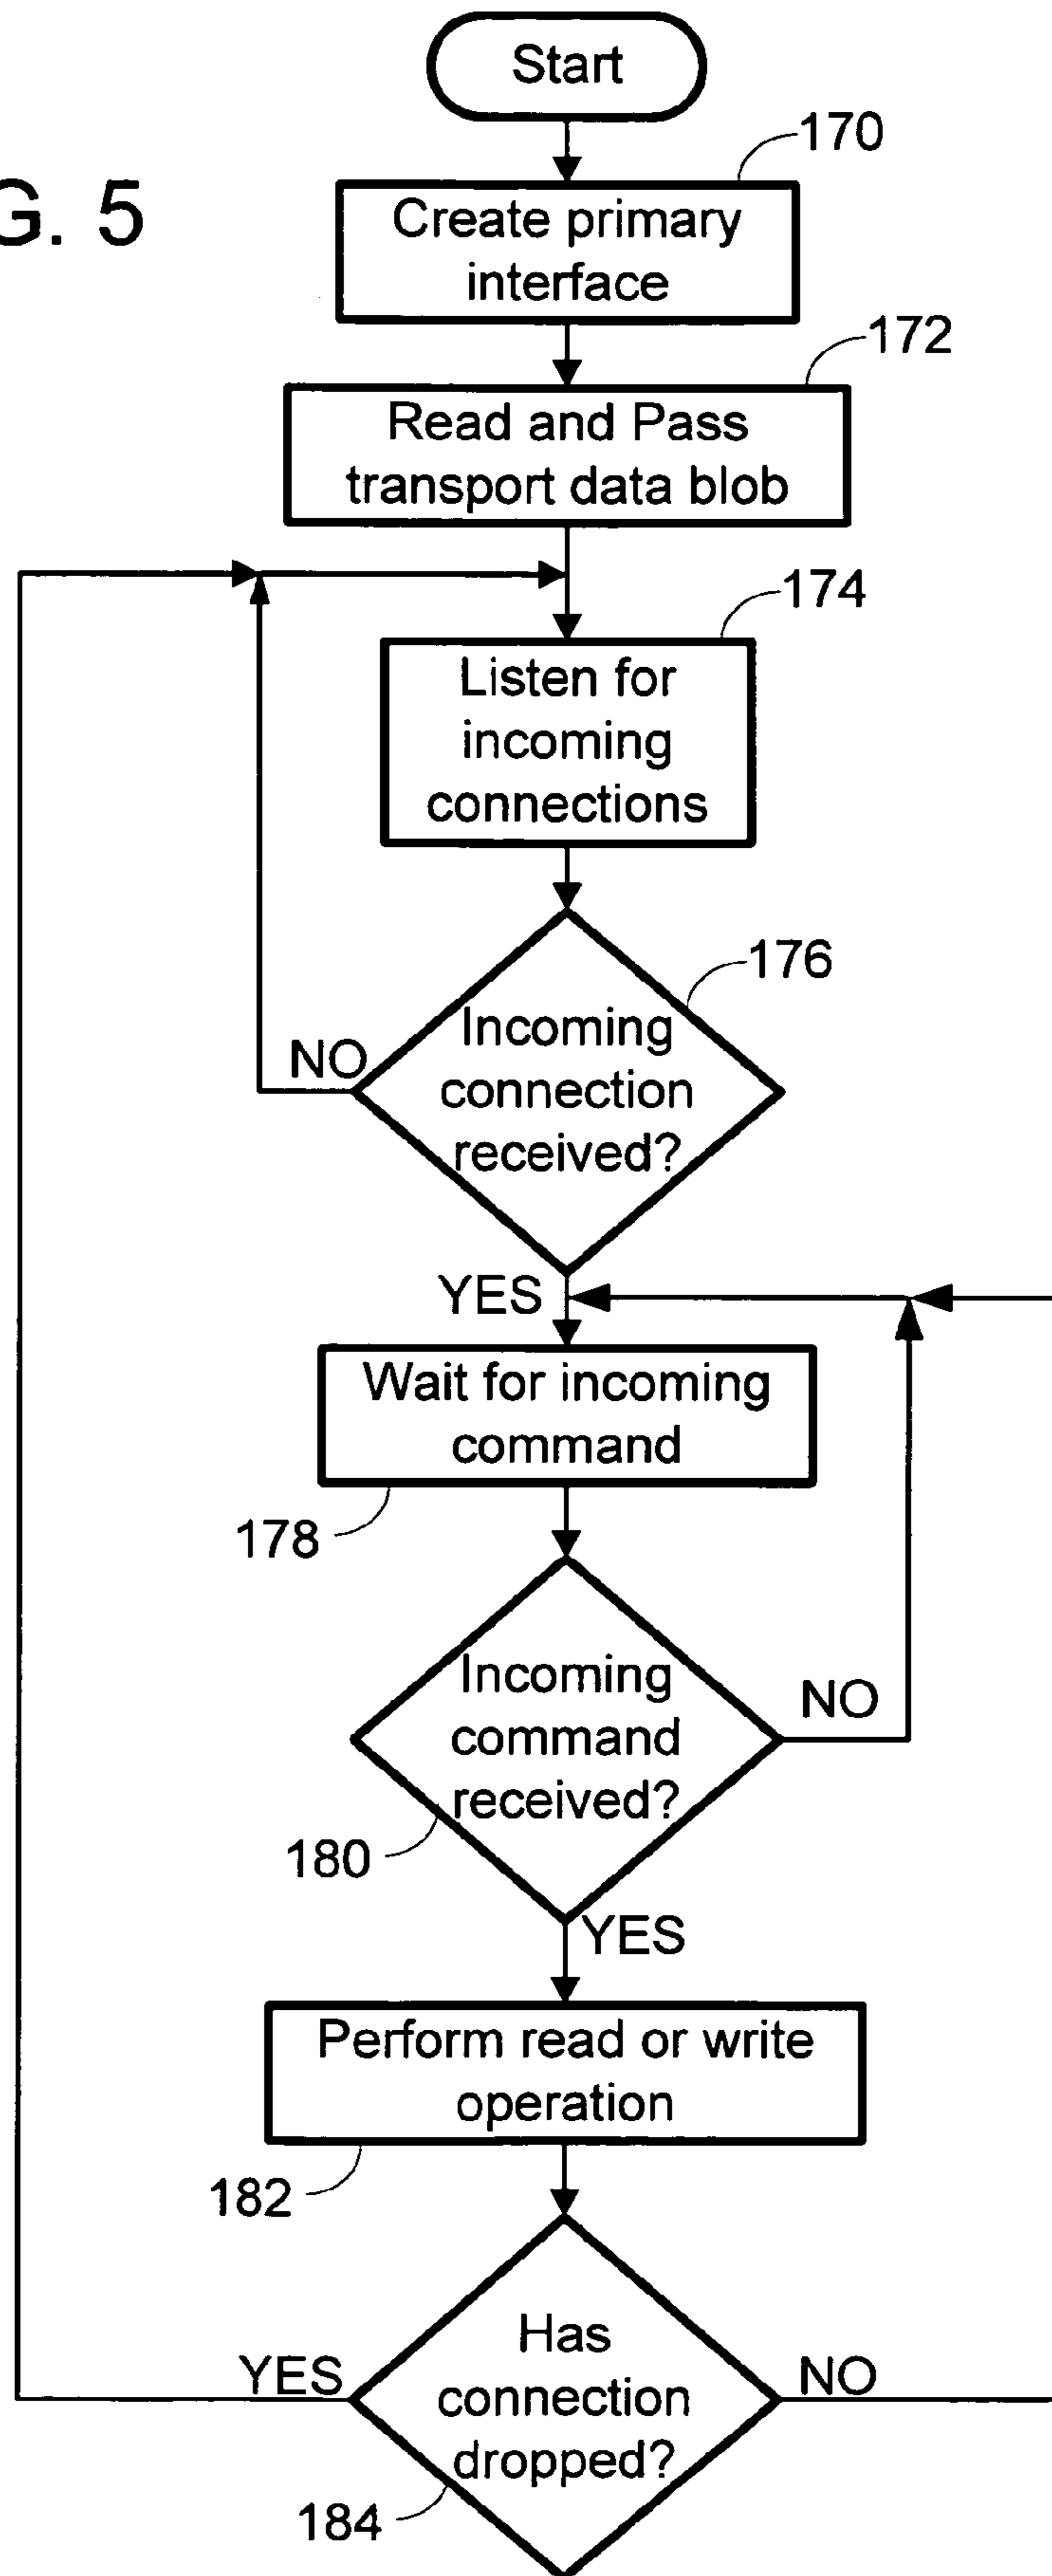 Start
170
G. 5
Create primary
interface
172
Read and Pass
transport data blob
174
Listen for
incoming
connections
176
Incoming
connection
received?
NO
YES
Wait for incoming
command
178
Incoming
command
received?
NO
180
YES
Perform read or write
operation
182
Has
connection
dropped?
YES
NO
184